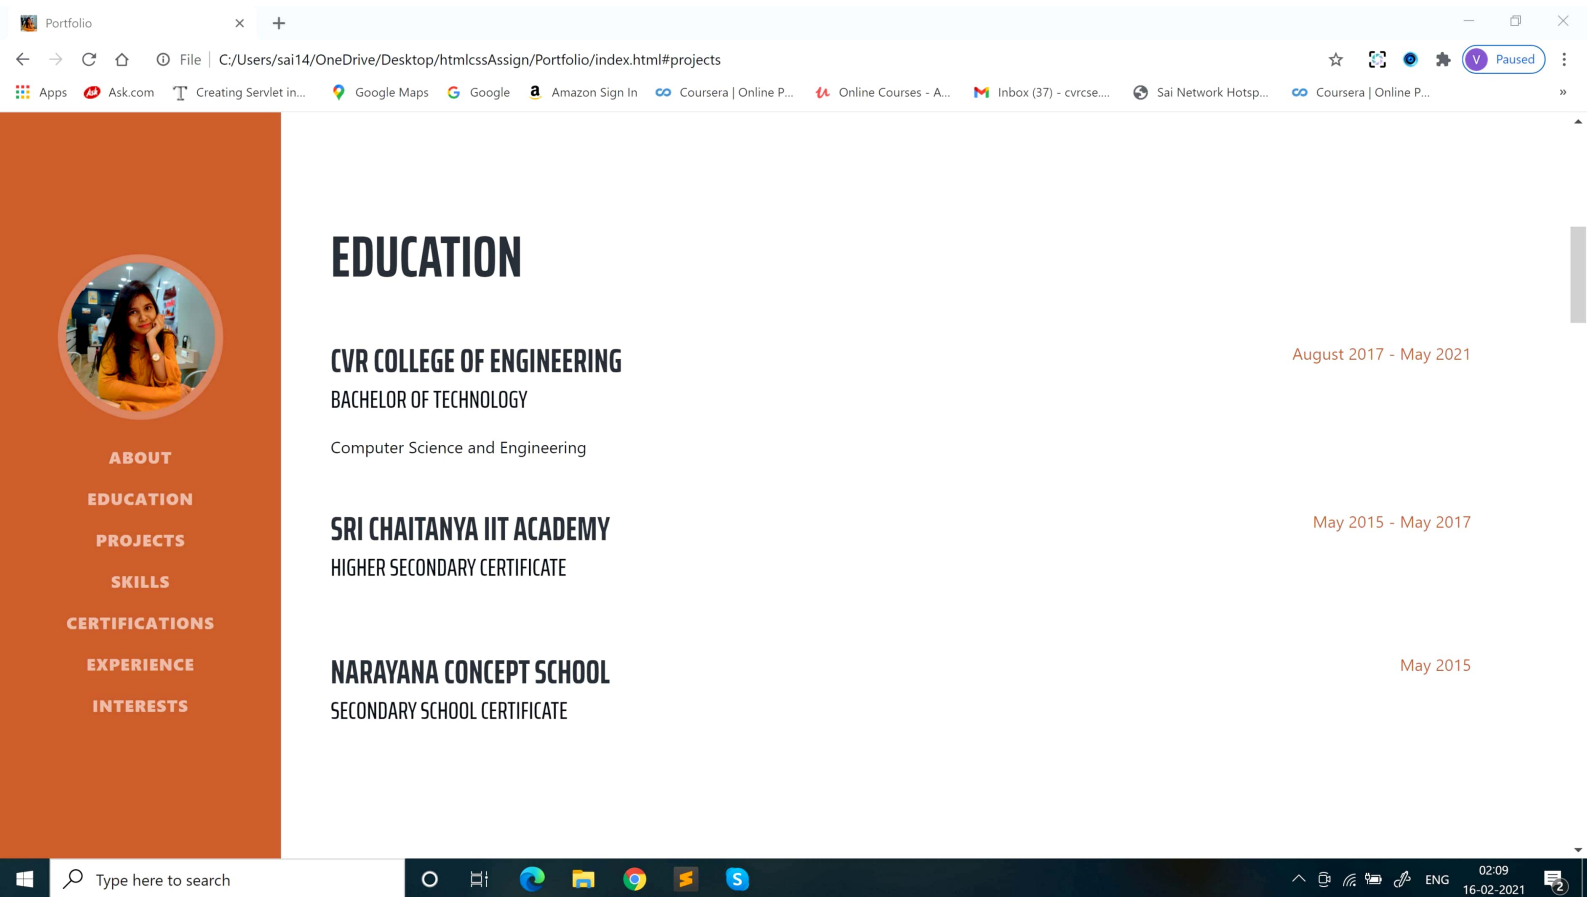 Portfolio
File
C:/Users/sai14/OneDrive/Desktop/htmlcssAssign/Portfolio/index.html#projects
V Paused
Apps Ask.com Creating Servlet in... Google Maps Google Amazon Sign In Coursera | Online P... Online Courses - A... Inbox (37) - cvrcse.... Sai Network Hotsp... Coursera | Online P... »
ABOUT
EDUCATION
PROJECTS
SKILLS
CERTIFICATIONS
EXPERIENCE
INTERESTS
EDUCATION
CVR COLLEGE OF ENGINEERING
August 2017 - May 2021
BACHELOR OF TECHNOLOGY
Computer Science and Engineering
SRI CHAITANYA IIT ACADEMY
May 2015 - May 2017
HIGHER SECONDARY CERTIFICATE
NARAYANA CONCEPT SCHOOL
May 2015
SECONDARY SCHOOL CERTIFICATE
Type here to search
ENG
02:09
16-02-2021
2